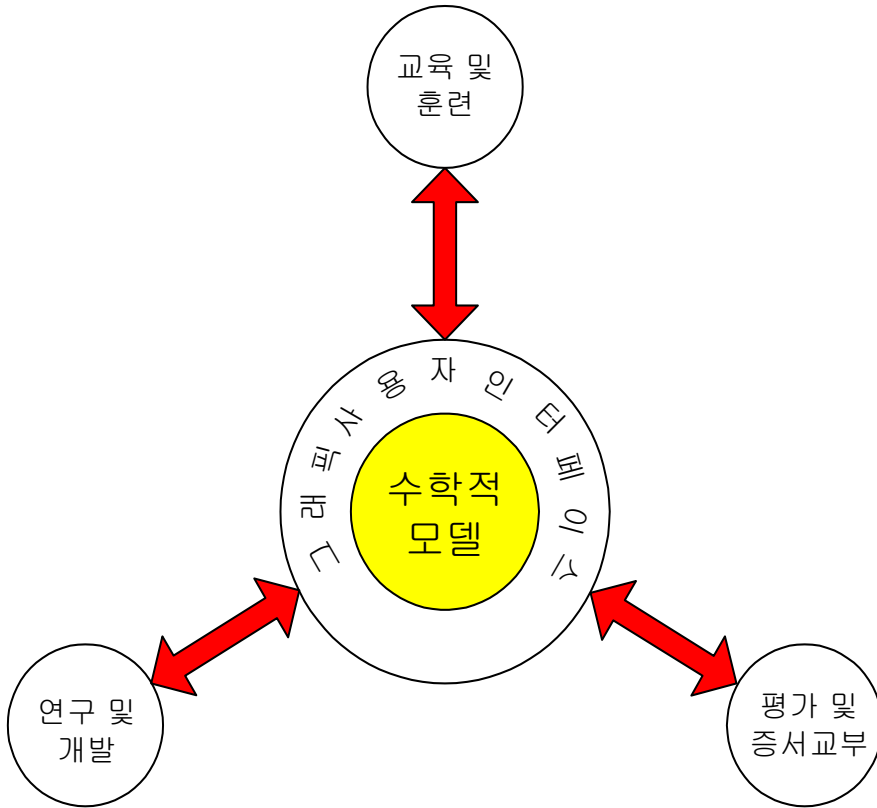 교육 및
훈련
그래픽사용자인터페이스
수학적
모델
연구 및
개발
평가 및
증서교부